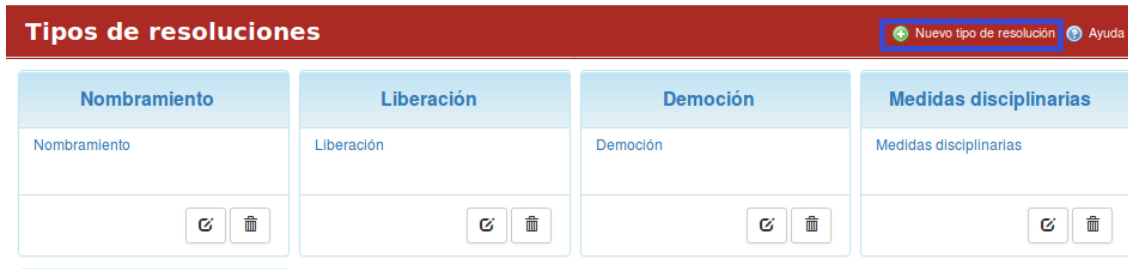 Tipos de resoluciones
Nuevo tipo de resolución Ayuda
Nombramiento Liberación Democión Medidas disciplinarias
Nombramiento Liberación Democión Medidas disciplinarias